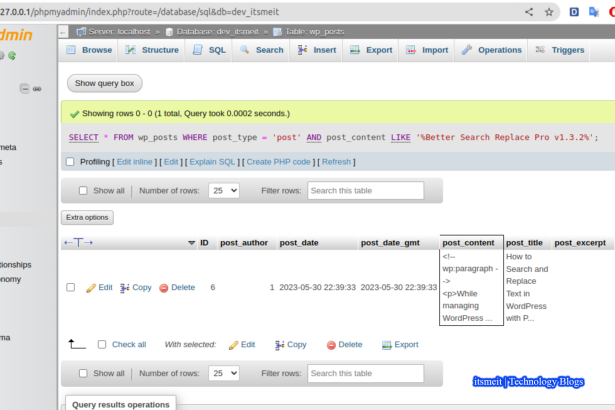 27.0.0.1/phpmyadmin/index.php?route=/database/sql&db=dev_itsmeit
dmin
Server: localhost » Database: dev_itsmeit » Table: wp_posts
Browse Structure SQL Search Insert Export Import Operations Triggers
Show query box
Showing rows 0 - 0 (1 total, Query took 0.0002 seconds.)
SELECT * FROM wp_posts WHERE post_type = 'post' AND post_content LIKE '%Better Search Replace Pro v1.3.2%';
Profiling [ Edit inline ] [ Edit ] [ Explain SQL ] [ Create PHP code ] [ Refresh ]
meta
s
Show all Number of rows: 25 Filter rows: Search this table
Extra options
←T→ ID post_author post_date post_date_gmt post_content post_title post_excerpt
tionships
onomy
ma
Edit Copy Delete 6 1 2023-05-30 22:39:33 2023-05-30 22:39:33
<!--
wp:paragraph -
->
<p>While
managing
WordPress ...
How to
Search and
Replace
Text in
WordPress
with P...
Check all With selected: Edit Copy Delete Export
Show all Number of rows: 25 Filter rows: Search this table
itsmeit | Technology Blogs
Query results operations